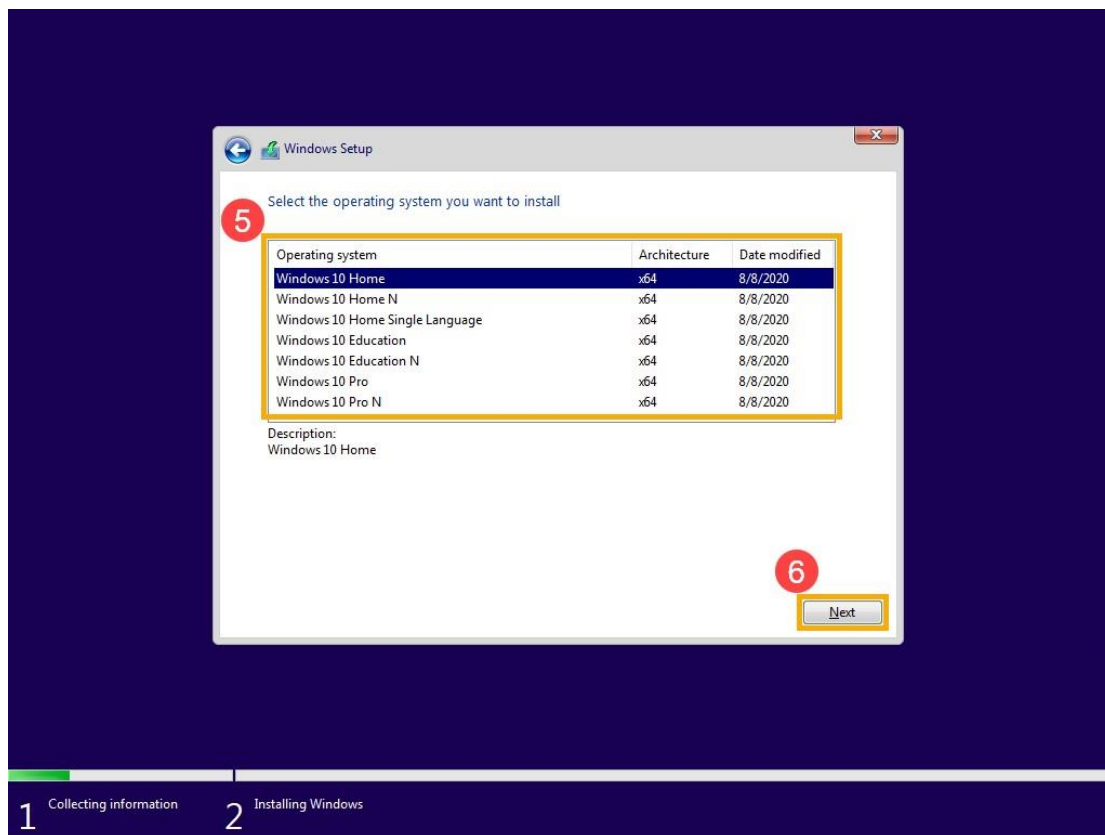 Windows Setup
Select the operating system you want to install
5
Operating system Architecture Date modified
Windows 10 Home x64 8/8/2020
Windows 10 Home N x64 8/8/2020
Windows 10 Home Single Language x64 8/8/2020
Windows 10 Education x64 8/8/2020
Windows 10 Education N x64 8/8/2020
Windows 10 Pro x64 8/8/2020
Windows 10 Pro N x64 8/8/2020
Description:
Windows 10 Home
6
Next
1 Collecting information 2 Installing Windows